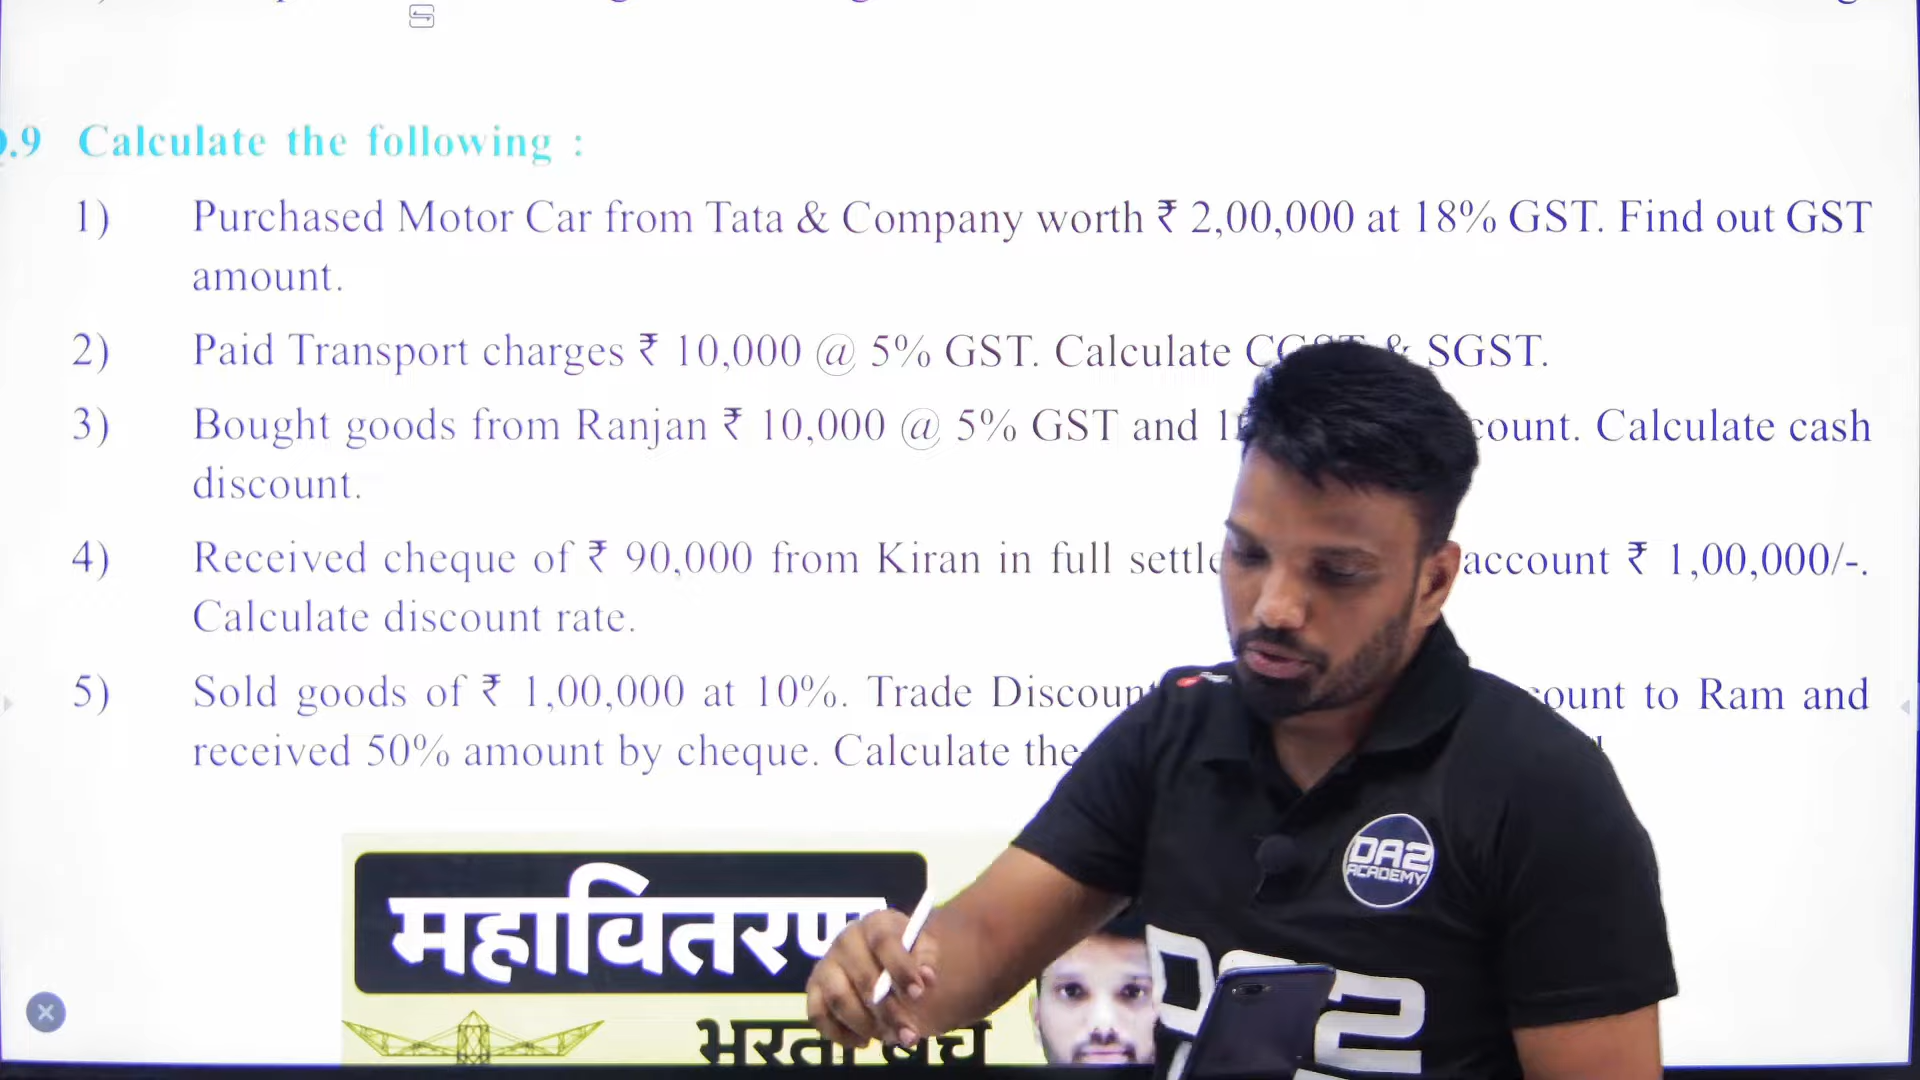 .9 Calculate the following :
1) Purchased Motor Car from Tata & Company worth ₹ 2,00,000 at 18% GST. Find out GST
amount.
2) Paid Transport charges ₹ 10,000 @ 5% GST. Calculate & SGST.
3) Bought goods from Ranjan ₹ 10,000 @ 5% GST and Calculate cash
discount.
4) Received cheque of ₹ 90,000 from Kiran in full account ₹ 1,00,000/-.
Calculate discount rate.
5) Sold goods of ₹ 1,00,000 at 10%. Trade to Ram and
received 50% amount by cheque. Calculate the
DA2
ACADEMY
महावितरण